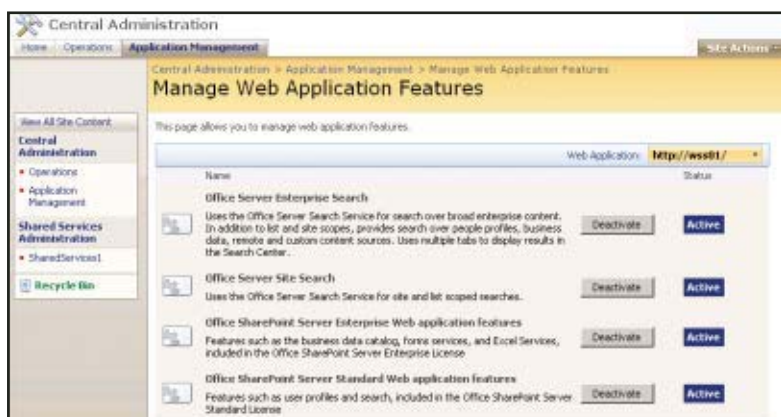 Central Administration
Home Operations Application Management
Site Actions
Central Administration > Application Management > Manage Web Application Features
Manage Web Application Features
View All Site Content
Central
Administration
Operations
Application
Management
Shared Services
Administration
SharedServices1
Recycle Bin
This page allows you to manage web application features.
Web Application: http://wss01/
Name Status
Office Server Enterprise Search
Uses the Office Server Search Service for search over broad enterprise content.
In addition to list and site scopes, provides search over people profiles, business
data, remote and custom content sources. Uses multiple tabs to display results in
the Search Center.
Deactivate Active
Office Server Site Search
Uses the Office Server Search Service for site and list scoped searches.
Deactivate Active
Office SharePoint Server Enterprise Web application features
Features such as the business data catalog, forms services, and Excel Services,
included in the Office SharePoint Server Enterprise License
Deactivate Active
Office SharePoint Server Standard Web application features
Features such as user profiles and search, included in the Office SharePoint Server
Standard License
Deactivate Active